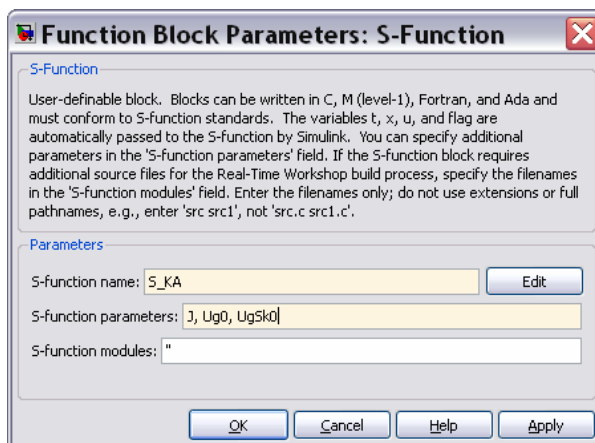 Function Block Parameters: S-Function
S-Function
User-definable block. Blocks can be written in C, M (level-1), Fortran, and Ada and
must conform to S-function standards. The variables t, x, u, and flag are
automatically passed to the S-function by Simulink. You can specify additional
parameters in the 'S-function parameters' field. If the S-function block requires
additional source files for the Real-Time Workshop build process, specify the filenames
in the 'S-function modules' field. Enter the filenames only; do not use extensions or full
pathnames, e.g., enter 'src src1', not 'src.c src1.c'.
Parameters
S-function name: S_KA Edit
S-function parameters: J, Ug0, UgSk0
S-function modules: ''
OK Cancel Help Apply